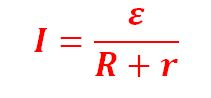 I = ε / (R + r)